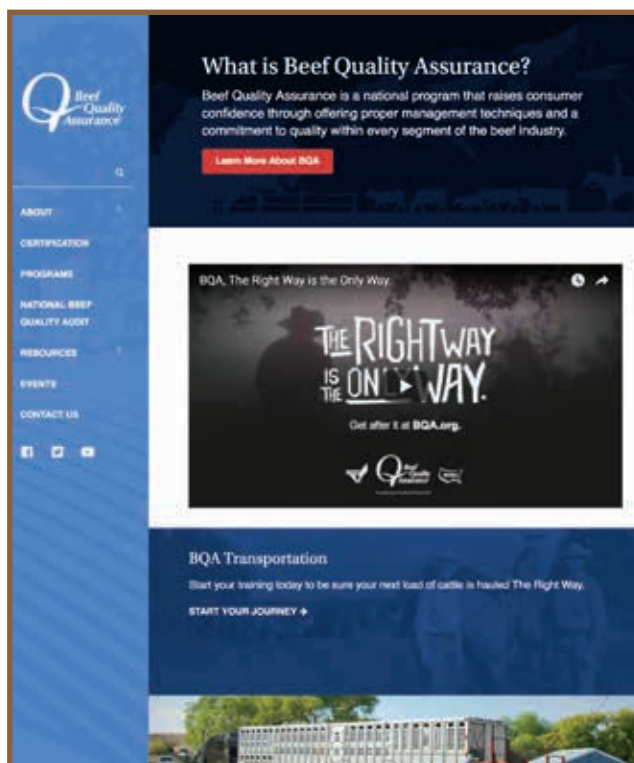 Beef
Quality
Assurance
ABOUT
CERTIFICATION
PROGRAMS
NATIONAL BEEF
QUALITY AUDIT
RESOURCES
EVENTS
CONTACT US
What is Beef Quality Assurance?
Beef Quality Assurance is a national program that raises consumer
confidence through offering proper management techniques and a
commitment to quality within every segment of the beef industry.
Learn More About BQA
BQA, The Right Way is the Only Way.
THE RIGHT WAY
IS THE ONLY WAY.
Get after it at BQA.org.
Beef
Quality
Assurance
BQA Transportation
Start your training today to be sure your next load of cattle is hauled The Right Way.
START YOUR JOURNEY →